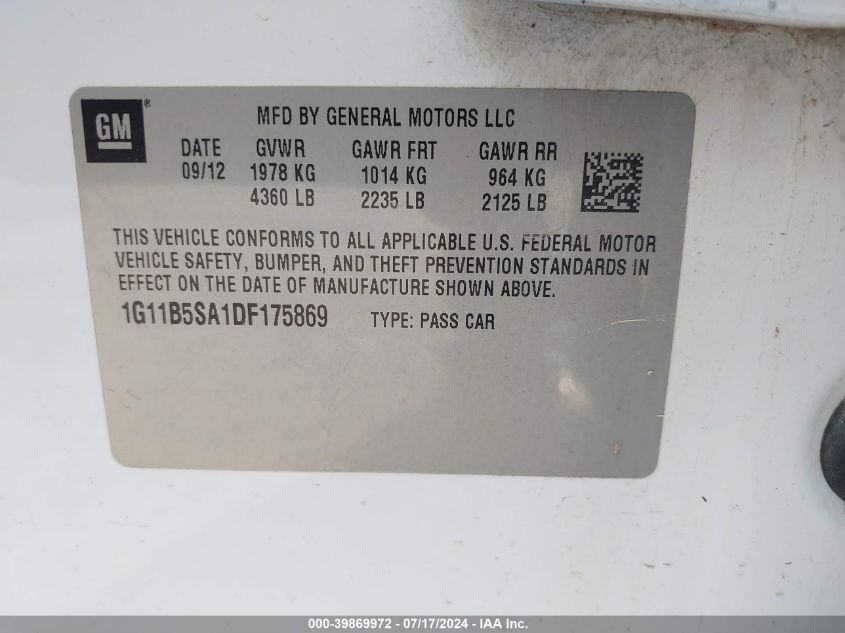 GM®
MFD BY GENERAL MOTORS LLC
DATE GVWR GAWR FRT GAWR RR
09/12 1978 KG 1014 KG 964 KG
4360 LB 2235 LB 2125 LB
THIS VEHICLE CONFORMS TO ALL APPLICABLE U.S. FEDERAL MOTOR
VEHICLE SAFETY, BUMPER, AND THEFT PREVENTION STANDARDS IN
EFFECT ON THE DATE OF MANUFACTURE SHOWN ABOVE.
1G11B5SA1DF175869 TYPE: PASS CAR
000-39869972 - 07/17/2024 - IAA Inc.